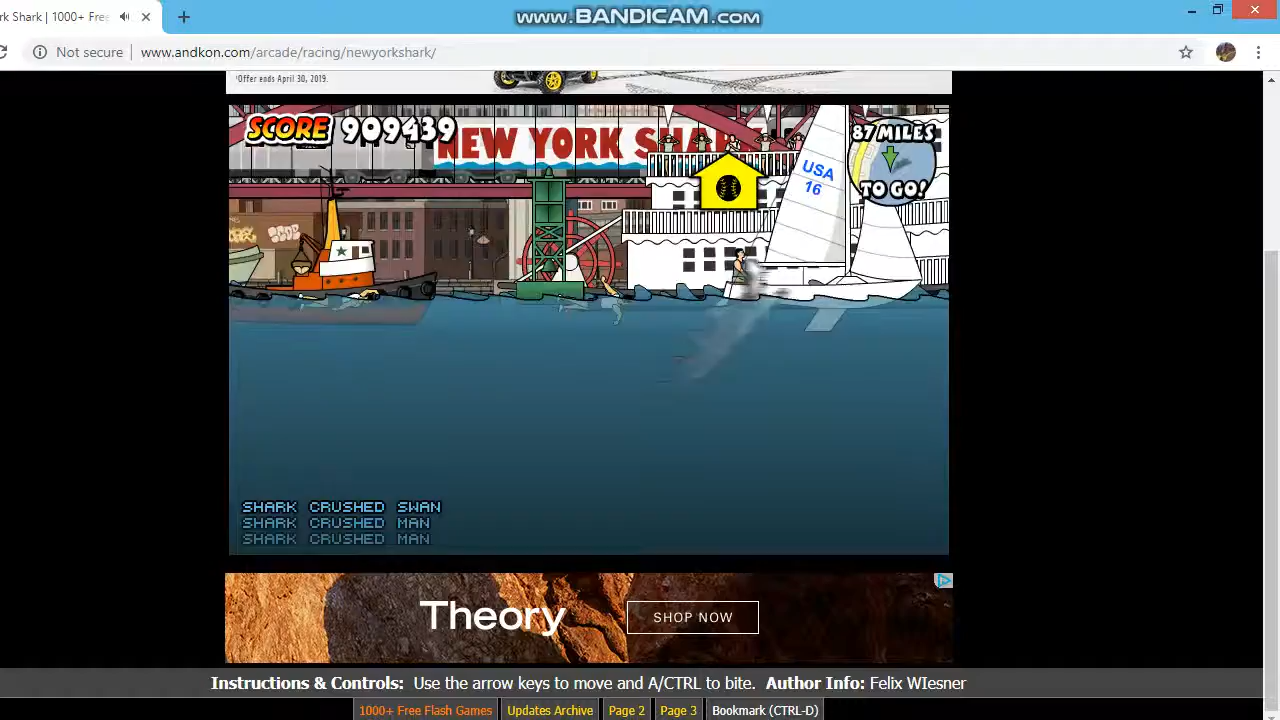 www.BANDICAM.com
rk Shark | 1000+ Fre
Not secure | www.andkon.com/arcade/racing/newyorkshark/
¹Offer ends April 30, 2019.
SCORE 909439
NEW YORK SHA
87 MILES
TO GO!
USA
16
SHARK CRUSHED SWAN
SHARK CRUSHED MAN
SHARK CRUSHED MAN
Theory
SHOP NOW
Instructions & Controls: Use the arrow keys to move and A/CTRL to bite. Author Info: Felix WIesner
1000+ Free Flash Games Updates Archive Page 2 Page 3 Bookmark (CTRL-D)